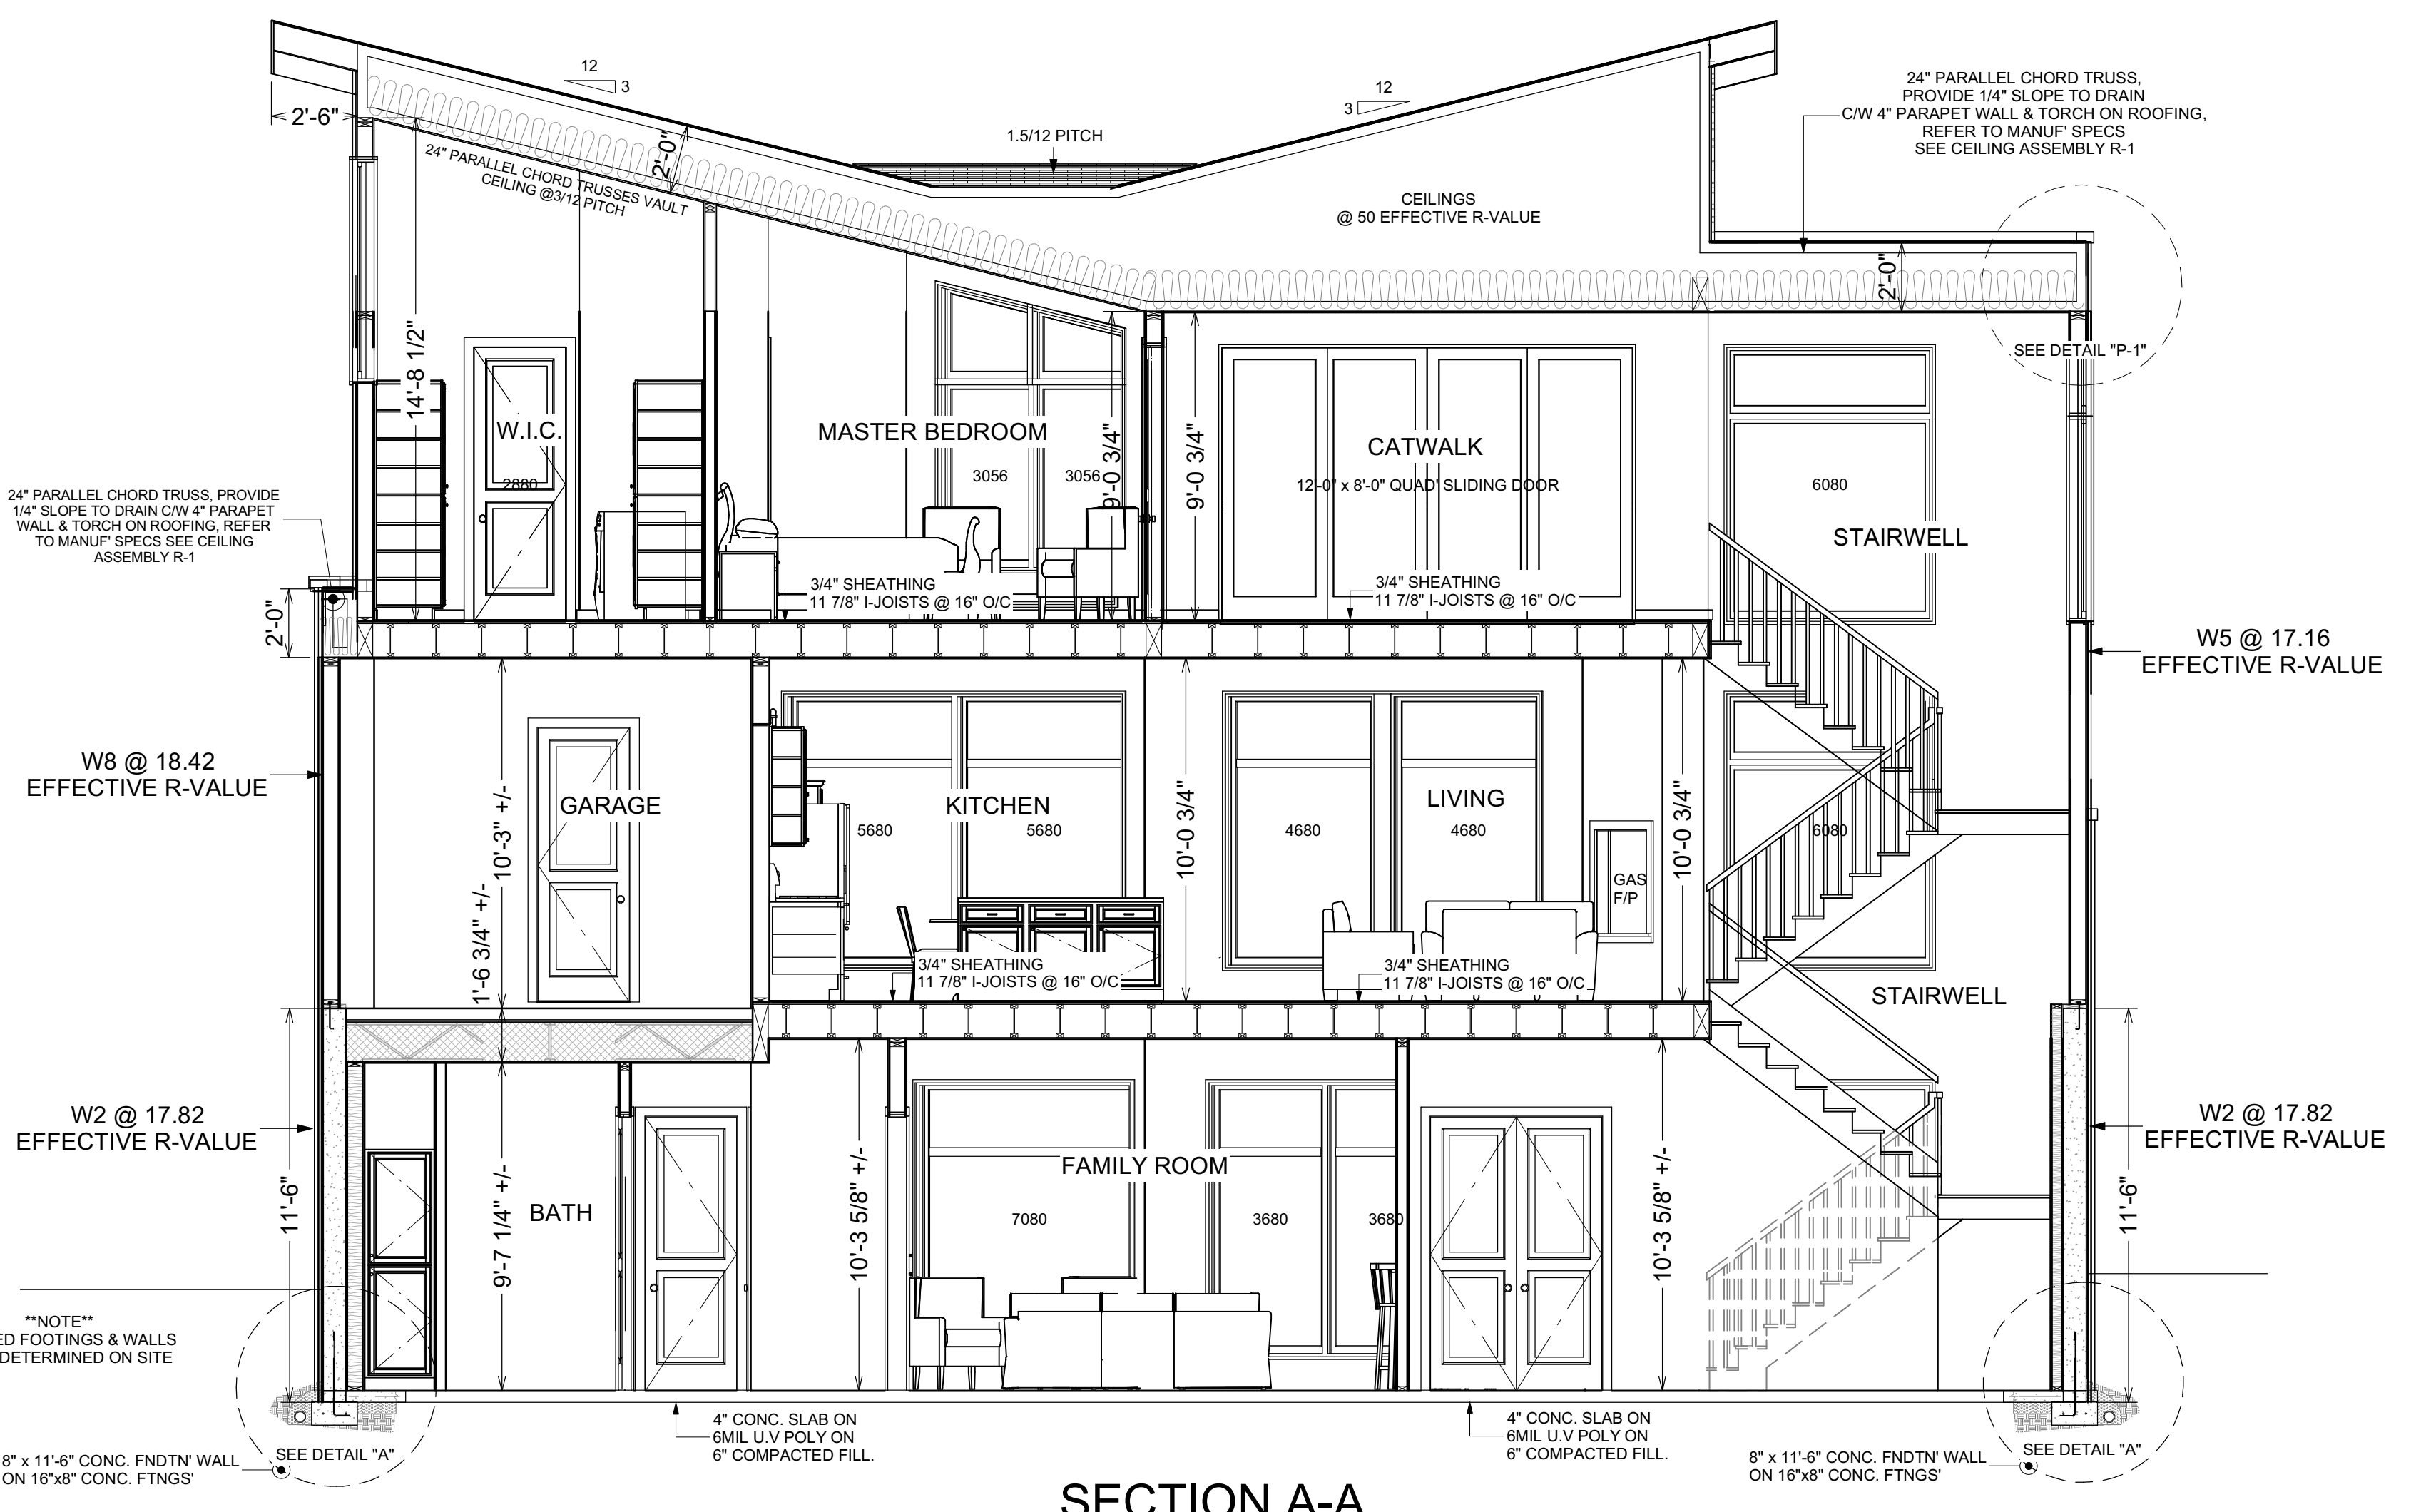 12
3
12
3
2'-6"
2'-0"
24" PARALLEL CHORD TRUSSES VAULT
CEILING @3/12 PITCH
1.5/12 PITCH
CEILINGS
@ 50 EFFECTIVE R-VALUE
24" PARALLEL CHORD TRUSS,
PROVIDE 1/4" SLOPE TO DRAIN
C/W 4" PARAPET WALL & TORCH ON ROOFING,
REFER TO MANUF' SPECS
SEE CEILING ASSEMBLY R-1
2'-0"
SEE DETAIL "P-1"
14'-8 1/2"
W.I.C.
2880
MASTER BEDROOM
3056
3056
9'-0 3/4"
9'-0 3/4"
CATWALK
12'-0" x 8'-0" QUAD' SLIDING DOOR
6080
STAIRWELL
24" PARALLEL CHORD TRUSS, PROVIDE
1/4" SLOPE TO DRAIN C/W 4" PARAPET
WALL & TORCH ON ROOFING, REFER
TO MANUF' SPECS SEE CEILING
ASSEMBLY R-1
2'-0"
3/4" SHEATHING
11 7/8" I-JOISTS @ 16" O/C
3/4" SHEATHING
11 7/8" I-JOISTS @ 16" O/C
W5 @ 17.16
EFFECTIVE R-VALUE
W8 @ 18.42
EFFECTIVE R-VALUE
10'-3" +/-
1'-6 3/4" +/-
GARAGE
KITCHEN
5680
5680
10'-0 3/4"
LIVING
4680
4680
GAS
F/P
10'-0 3/4"
6080
3/4" SHEATHING
11 7/8" I-JOISTS @ 16" O/C
3/4" SHEATHING
11 7/8" I-JOISTS @ 16" O/C
STAIRWELL
W2 @ 17.82
EFFECTIVE R-VALUE
11'-6"
9'-7 1/4" +/-
BATH
10'-3 5/8" +/-
FAMILY ROOM
7080
3680
3680
10'-3 5/8" +/-
11'-6"
W2 @ 17.82
EFFECTIVE R-VALUE
**NOTE**
ED FOOTINGS & WALLS
DETERMINED ON SITE
SEE DETAIL "A"
8" x 11'-6" CONC. FNDTN' WALL
ON 16"x8" CONC. FTNGS'
4" CONC. SLAB ON
6MIL U.V POLY ON
6" COMPACTED FILL.
4" CONC. SLAB ON
6MIL U.V POLY ON
6" COMPACTED FILL.
8" x 11'-6" CONC. FNDTN' WALL
ON 16"x8" CONC. FTNGS'
SEE DETAIL "A"
SECTION A-A